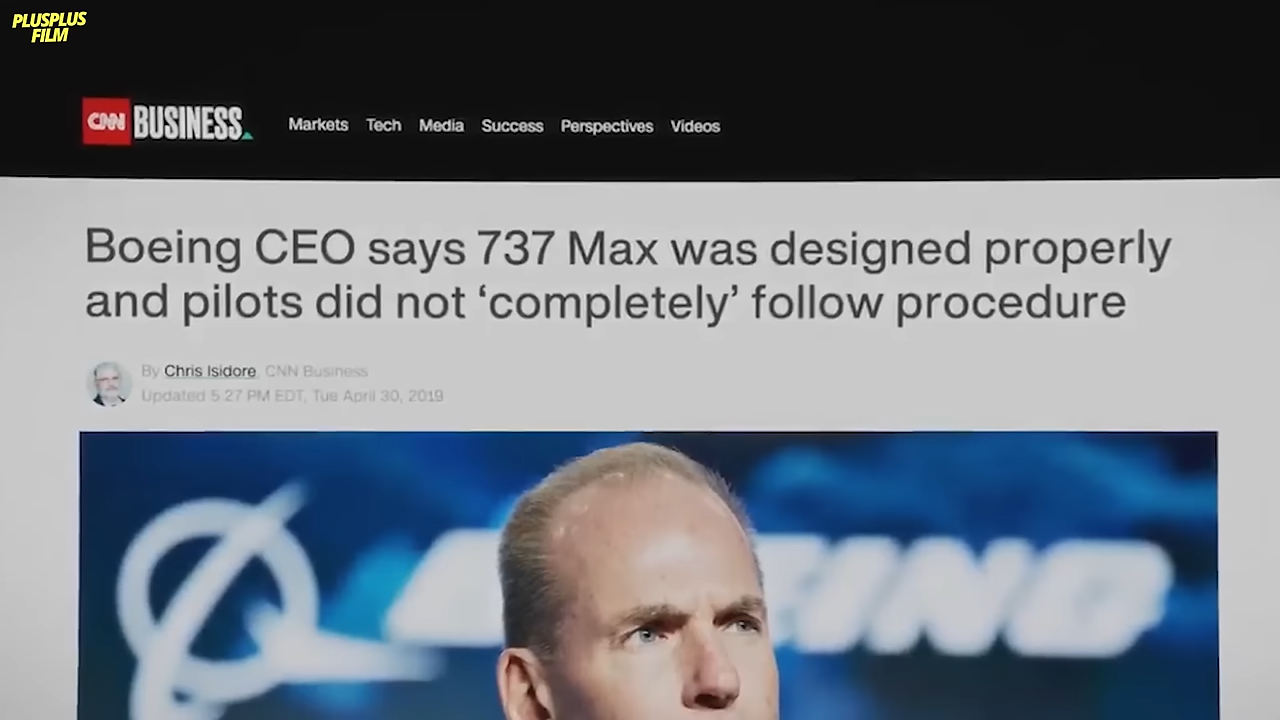 PLUSPLUS
FILM
CNN BUSINESS
Markets Tech Media Success Perspectives Videos
Boeing CEO says 737 Max was designed properly
and pilots did not ‘completely’ follow procedure
By Chris Isidore, CNN Business
Updated 5:27 PM EDT, Tue April 30, 2019
BOEING